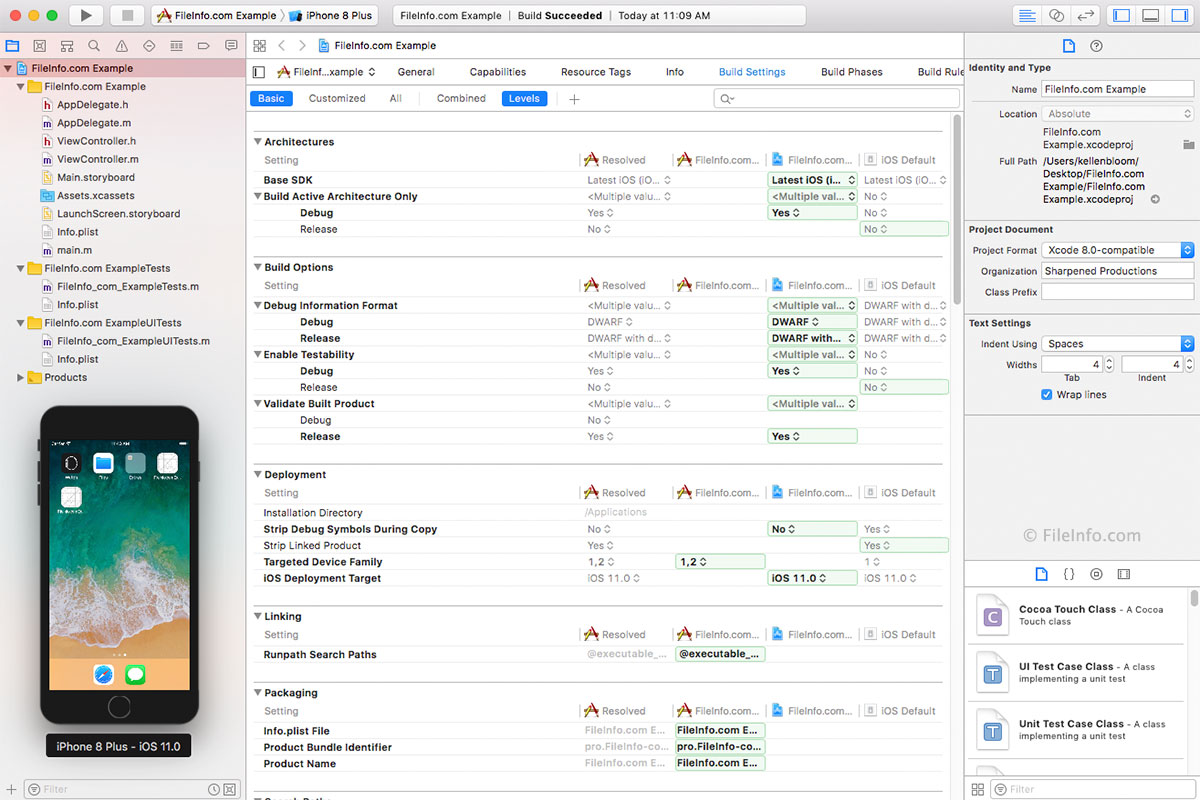 FileInfo.com Example 〉 iPhone 8 Plus
FileInfo.com Example | Build Succeeded | Today at 11:09 AM
FileInfo.com Example
FileInfo.com Example
AppDelegate.h
AppDelegate.m
ViewController.h
ViewController.m
Main.storyboard
Assets.xcassets
LaunchScreen.storyboard
Info.plist
main.m
FileInfo.com ExampleTests
FileInfo_com_ExampleTests.m
Info.plist
FileInfo.com ExampleUITests
FileInfo_com_ExampleUITests.m
Info.plist
Products
iPhone 8 Plus - iOS 11.0
Filter
FileInfo.com Example
FileInf...xample General Capabilities Resource Tags Info Build Settings Build Phases Build Rule
Basic Customized All Combined Levels
Architectures
Setting Resolved FileInfo.com... FileInfo.com... iOS Default
Base SDK Latest iOS (iO... Latest iOS (i... Latest iOS (iO...
Build Active Architecture Only <Multiple valu... <Multiple val... No
Debug Yes Yes No
Release No No
Build Options
Setting Resolved FileInfo.com... FileInfo.com... iOS Default
Debug Information Format <Multiple valu... <Multiple val... DWARF with d...
Debug DWARF DWARF DWARF with d...
Release DWARF with d... DWARF with... DWARF with d...
Enable Testability <Multiple valu... <Multiple val... No
Debug Yes Yes No
Release No No
Validate Built Product <Multiple valu... <Multiple val...
Debug No
Release Yes Yes
Deployment
Setting Resolved FileInfo.com... FileInfo.com... iOS Default
Installation Directory /Applications
Strip Debug Symbols During Copy No No Yes
Strip Linked Product Yes Yes
Targeted Device Family 1,2 1,2 1
iOS Deployment Target iOS 11.0 iOS 11.0 iOS 11.0
Linking
Setting Resolved FileInfo.com... FileInfo.com... iOS Default
Runpath Search Paths @executable_... @executable_...
Packaging
Setting Resolved FileInfo.com... FileInfo.com... iOS Default
Info.plist File FileInfo.com E... FileInfo.com E...
Product Bundle Identifier pro.FileInfo-co... pro.FileInfo-co...
Product Name FileInfo.com E... FileInfo.com E...
Identity and Type
Name FileInfo.com Example
Location Absolute
FileInfo.com
Example.xcodeproj
Full Path /Users/kellenbloom/
Desktop/FileInfo.com
Example/FileInfo.com
Example.xcodeproj
Project Document
Project Format Xcode 8.0-compatible
Organization Sharpened Productions
Class Prefix
Text Settings
Indent Using Spaces
Widths 4 4
Tab Indent
Wrap lines
© FileInfo.com
Cocoa Touch Class - A Cocoa
Touch class
UI Test Case Class - A class
implementing a unit test
Unit Test Case Class - A class
implementing a unit test
Filter